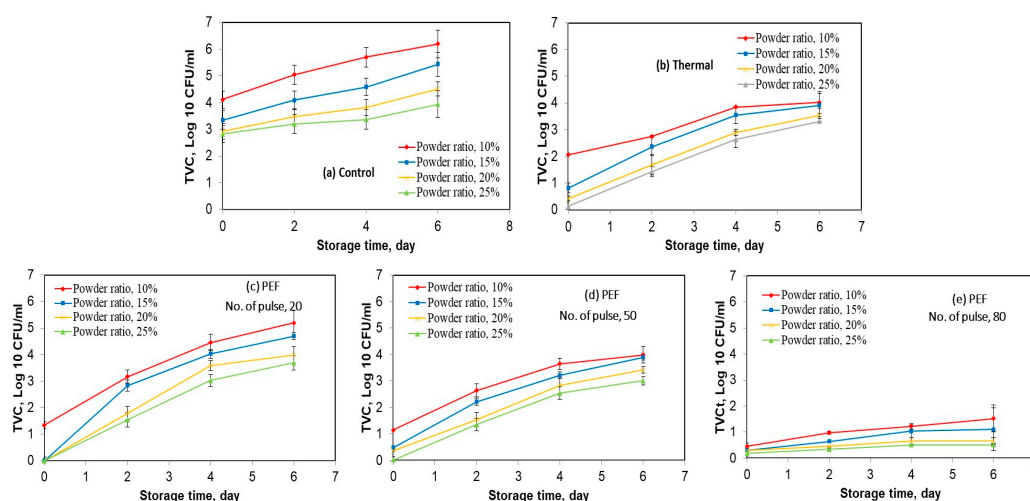 7
6
5
4
3
2
1
0
TVC, Log 10 CFU/ml
(a) Control
Powder ratio, 10%
Powder ratio, 15%
Powder ratio, 20%
Powder ratio, 25%
0 2 4 6 8
Storage time, day
7
6
5
4
3
2
1
0
TVC, Log 10 CFU/ml
(b) Thermal
Powder ratio, 10%
Powder ratio, 15%
Powder ratio, 20%
Powder ratio, 25%
0 1 2 3 4 5 6 7
Storage time, day
7
6
5
4
3
2
1
0
TVC, Log 10 CFU/ml
Powder ratio, 10%
Powder ratio, 15%
Powder ratio, 20%
Powder ratio, 25%
(c) PEF
No. of pulse, 20
0 1 2 3 4 5 6 7
Storage time, day
7
6
5
4
3
2
1
0
TVC, Log 10 CFU/ml
Powder ratio, 10%
Powder ratio, 15%
Powder ratio, 20%
Powder ratio, 25%
(d) PEF
No. of pulse, 50
0 1 2 3 4 5 6 7
Storage time, day
7
6
5
4
3
2
1
0
TVCt, Log 10 CFU/ml
Powder ratio, 10%
Powder ratio, 15%
Powder ratio, 20%
Powder ratio, 25%
(e) PEF
No. of pulse, 80
0 2 4 6 8
Storage time, day